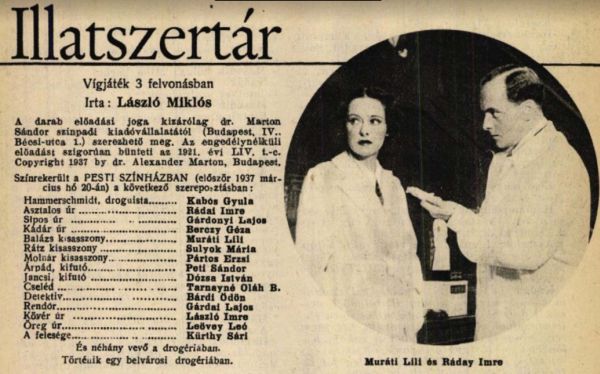 Illatszertár
Vígjáték 3 felvonásban
Irta: László Miklós
A darab előadási joga kizárólag dr. Marton
Sándor színpadi kiadóvállalatától (Budapest, IV.,
Bécsi-utca 1.) szerezhető meg. Az engedélynélküli
előadást szigorúan bünteti az 1921. évi LIV. t.-c.
Copyright 1937 by dr. Alexander Marton, Budapest.
Színrekerült a PESTI SZÍNHÁZBAN (először 1937 már-
cius hó 20-án) a következő szereposztásban:
Hammerschmidt, droguista........ Kabós Gyula
Asztalos úr ........ Rádai Imre
Sipos úr ........ Gárdonyi Lajos
Kádár úr ........ Berczy Géza
Balázs kisasszony ........ Muráti Lili
Rátz kisasszony ........ Sulyok Mária
Molnár kisasszony ........ Pártos Erzsi
Árpád, kifutó ........ Peti Sándor
Jancsi, kifutó ........ Dózsa István
Cseléd ........ Tarnayné Oláh B.
Detektív ........ Bárdi Ödön
Rendőr ........ Gárdai Lajos
Kövér úr ........ László Imre
Öreg úr ........ Leövey Leó
A felesége ........ Kürthy Sári
És néhány vevő a drogériában.
Történik egy belvárosi drogériában.
Muráti Lili és Ráday Imre